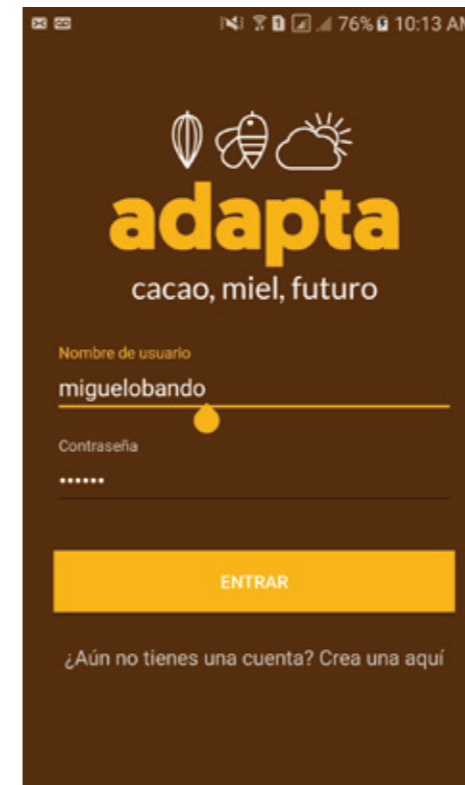 76% 10:13 AM
adapta
cacao, miel, futuro
Nombre de usuario
miguelobando
Contraseña
••••••
ENTRAR
¿Aún no tienes una cuenta? Crea una aquí